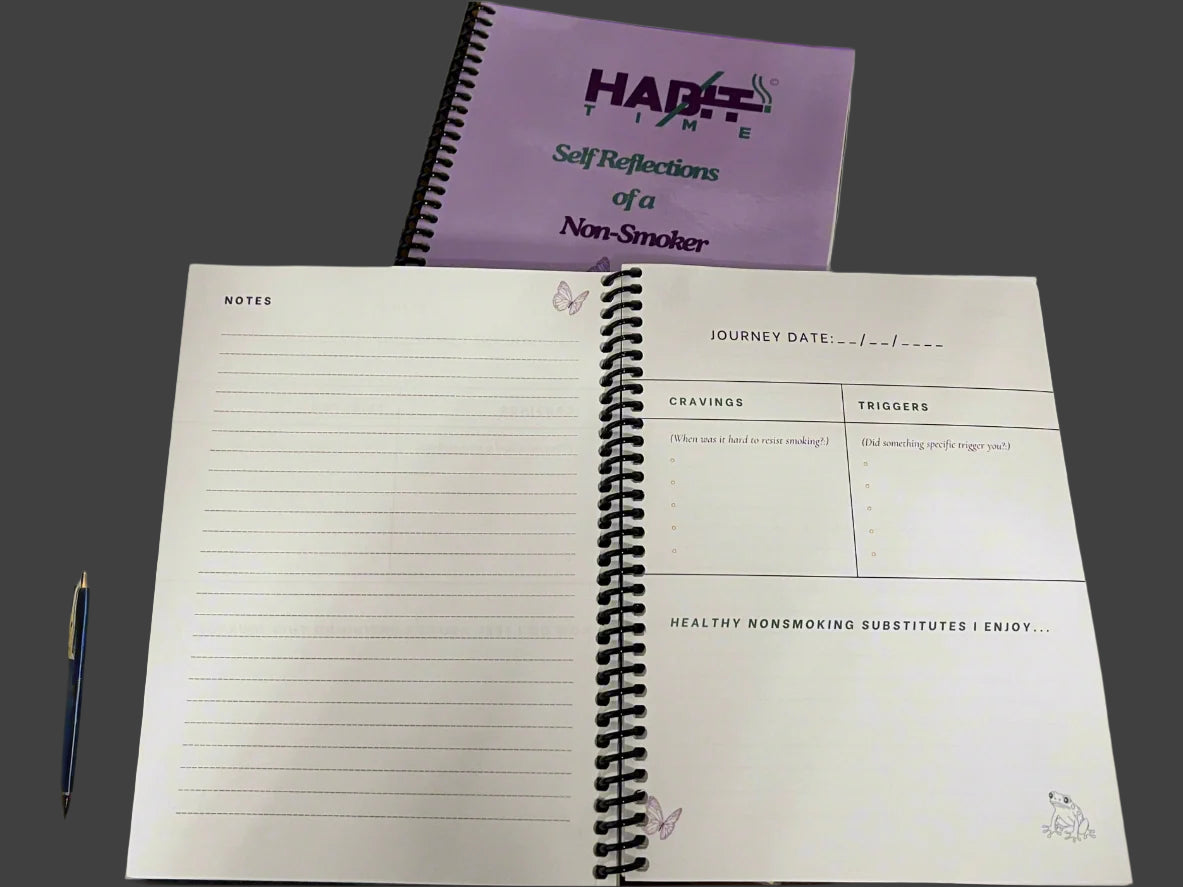 HABIT ©
TIME
Self Reflections
of a
Non-Smoker
NOTES
JOURNEY DATE:__/__/____
CRAVINGS
(When was it hard to resist smoking?:)
TRIGGERS
(Did something specific trigger you?:)
HEALTHY NONSMOKING SUBSTITUTES I ENJOY...